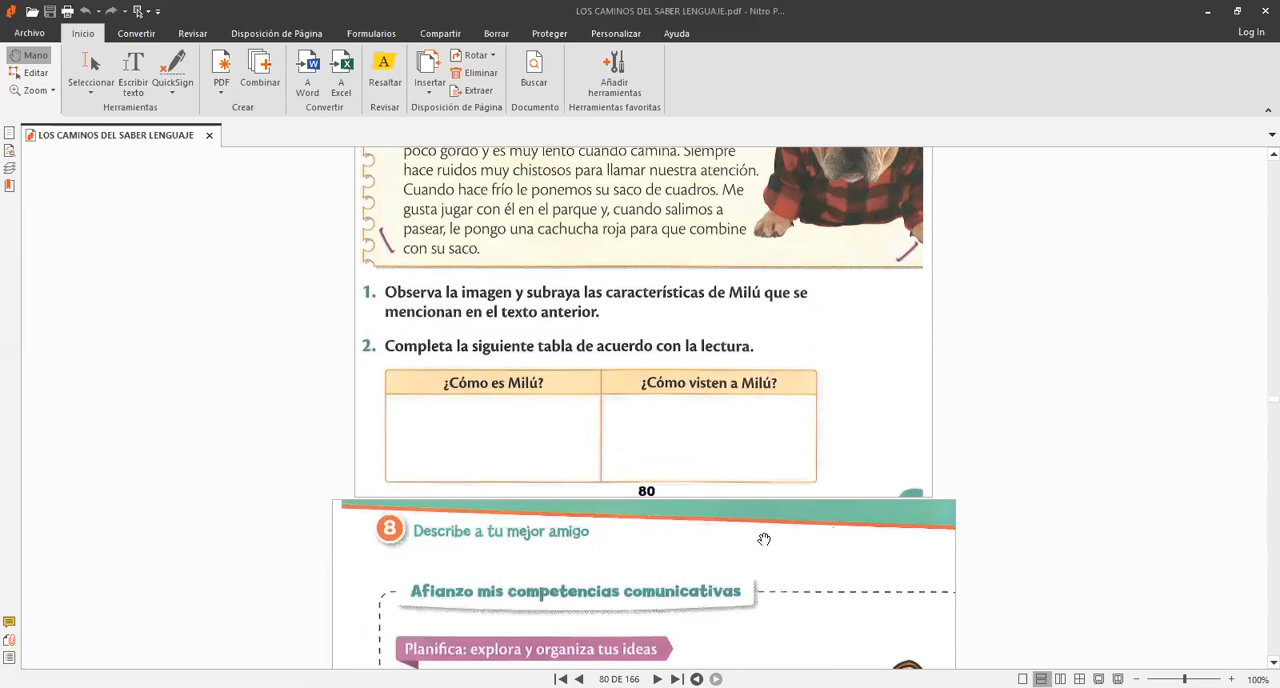 LOS CAMINOS DEL SABER LENGUAJE.pdf - Nitro P...
Archivo
Inicio
Convertir
Revisar
Disposición de Página
Formularios
Compartir
Borrar
Proteger
Personalizar
Ayuda
Log In
Mano
Editar
Zoom
Seleccionar
Escribir texto
QuickSign
PDF
Combinar
A Word
A Excel
Resaltar
Insertar
Rotar
Eliminar
Extraer
Buscar
Añadir herramientas
Herramientas
Crear
Convertir
Revisar
Disposición de Página
Documento
Herramientas favoritas
LOS CAMINOS DEL SABER LENGUAJE
poco gordo y es muy lento cuando camina. Siempre
hace ruidos muy chistosos para llamar nuestra atención.
Cuando hace frío le ponemos su saco de cuadros. Me
gusta jugar con él en el parque y, cuando salimos a
pasear, le pongo una cachucha roja para que combine
con su saco.
1. Observa la imagen y subraya las características de Milú que se
mencionan en el texto anterior.
2. Completa la siguiente tabla de acuerdo con la lectura.
¿Cómo es Milú?
¿Cómo visten a Milú?
80
8 Describe a tu mejor amigo
Afianzo mis competencias comunicativas
Planifica: explora y organiza tus ideas
80 DE 166
100%